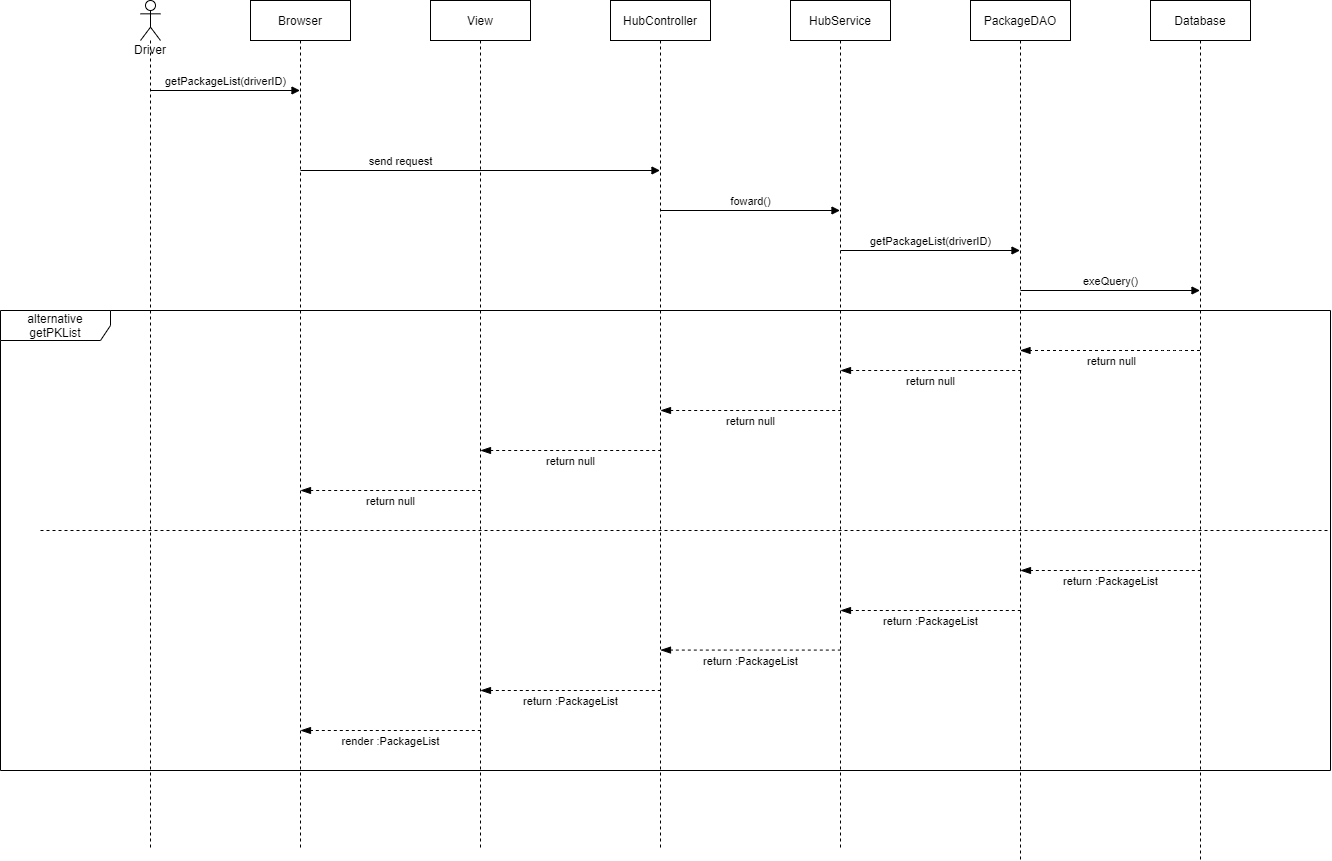 Driver
Browser
View
HubController
HubService
PackageDAO
Database
getPackageList(driverID)
send request
foward()
getPackageList(driverID)
exeQuery()
alternative
getPKList
return null
return null
return null
return null
return null
return :PackageList
return :PackageList
return :PackageList
return :PackageList
render :PackageList